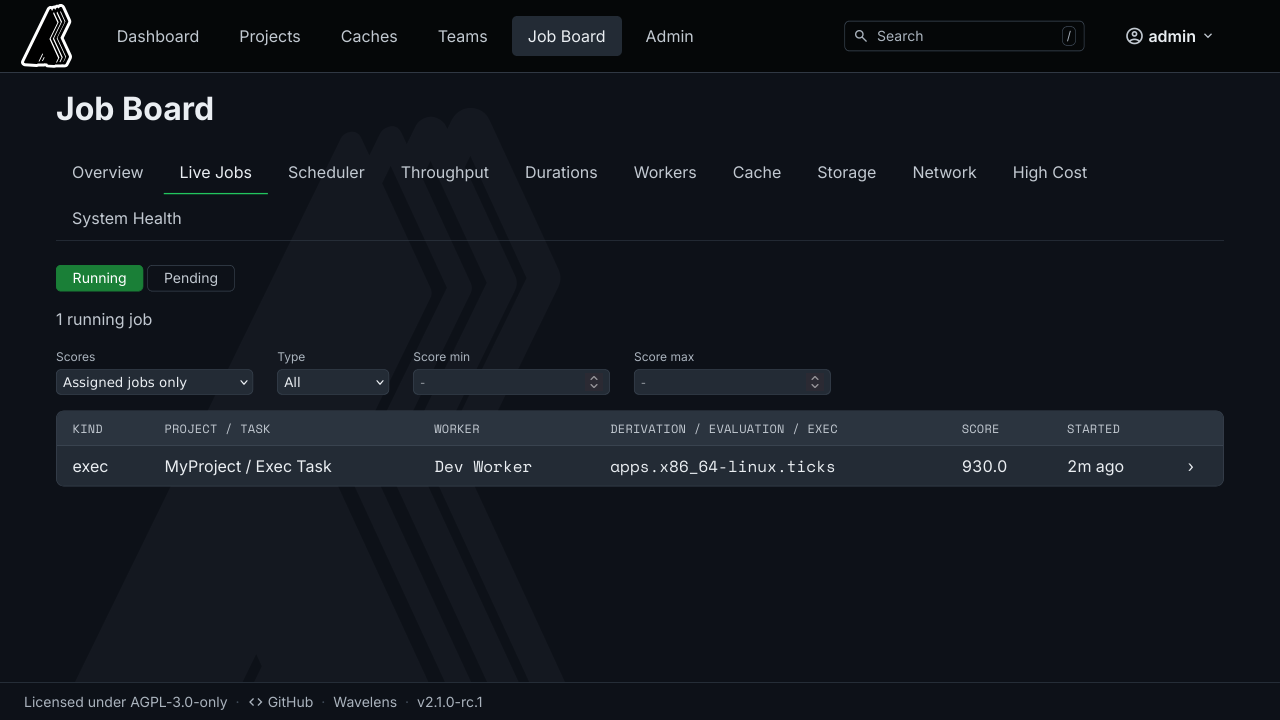 Dashboard Projects Caches Teams Job Board Admin Search / admin
Job Board
Overview Live Jobs Scheduler Throughput Durations Workers Cache Storage Network High Cost
System Health
Running Pending
1 running job
Scores Type Score min Score max
Assigned jobs only All - -
KIND PROJECT / TASK WORKER DERIVATION / EVALUATION / EXEC SCORE STARTED
exec MyProject / Exec Task Dev Worker apps.x86_64-linux.ticks 930.0 2m ago ›
Licensed under AGPL-3.0-only · GitHub · Wavelens · v2.1.0-rc.1